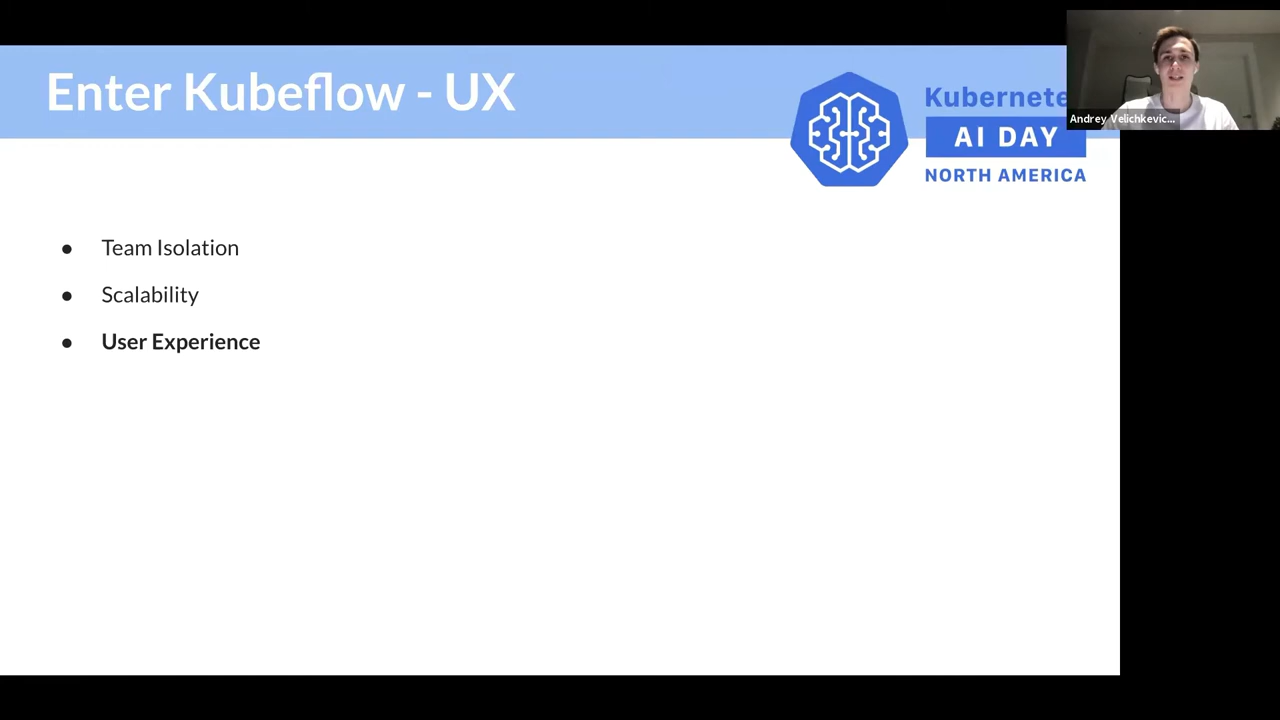 Enter Kubeflow - UX
Kubernete
AI DAY
NORTH AMERICA
Andrey Velichkevic...
● Team Isolation
● Scalability
● User Experience